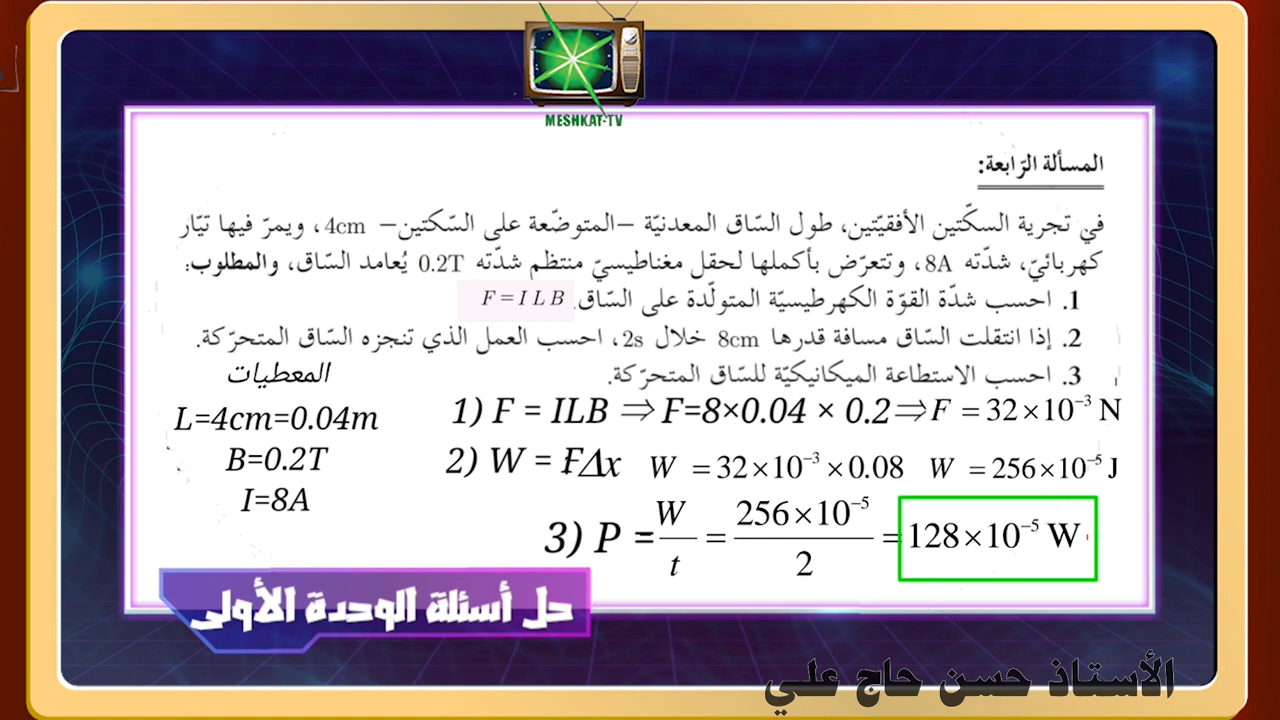 MESHKAT-TV
المسألة الرّابعة:
في تجربة السكّتين الأفقيّتين، طول السّاق المعدنيّة –المتوضّعة على السّكتين– 4cm، ويمرّ فيها تيّار
كهربائيّ، شدّته 8A، وتتعرّض بأكملها لحقل مغناطيسيّ منتظم شدّته 0.2T يُعامد السّاق، والمطلوب:
1. احسب شدّة القوّة الكهرطيسيّة المتولّدة على السّاق. F = I L B
2. إذا انتقلت السّاق مسافة قدرها 8cm خلال 2s، احسب العمل الذي تنجزه السّاق المتحرّكة.
3. احسب الاستطاعة الميكانيكيّة للسّاق المتحرّكة.
المعطيات
L=4cm=0.04m
B=0.2T
I=8A
1) F = ILB ⇒ F=8×0.04 × 0.2⇒ F = 32×10⁻³ N
2) W = FΔx W = 32×10⁻³ × 0.08 W = 256×10⁻⁵ J
3) P = W/t = 256×10⁻⁵/2 = 128×10⁻⁵ W
حل أسئلة الوحدة الأولى
الأستاذ حسن حاج علي